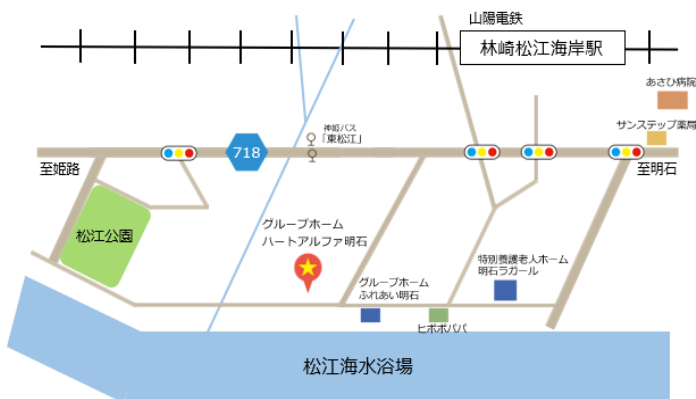 山陽電鉄
林崎松江海岸駅
あさひ病院
サンステップ薬局
神姫バス
「東松江」
718
至姫路
至明石
松江公園
グループホーム
ハートアルファ明石
特別養護老人ホーム
明石ラガール
グループホーム
ふれあい明石
ヒポポパパ
松江海水浴場